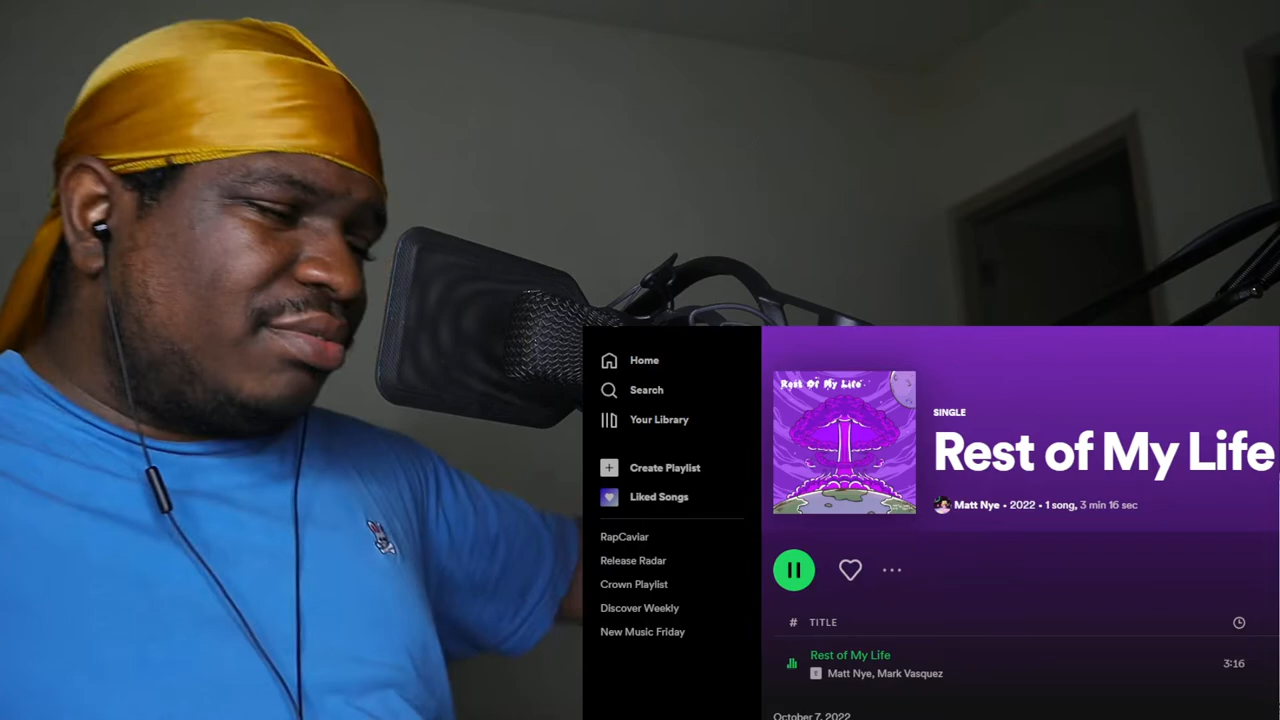 Home
Search
Your Library
Create Playlist
Liked Songs
RapCaviar
Release Radar
Crown Playlist
Discover Weekly
New Music Friday
Rest Of My Life
SINGLE
Rest of My Life
Matt Nye • 2022 • 1 song, 3 min 16 sec
# TITLE
Rest of My Life
3:16
E Matt Nye, Mark Vasquez
October 7, 2022